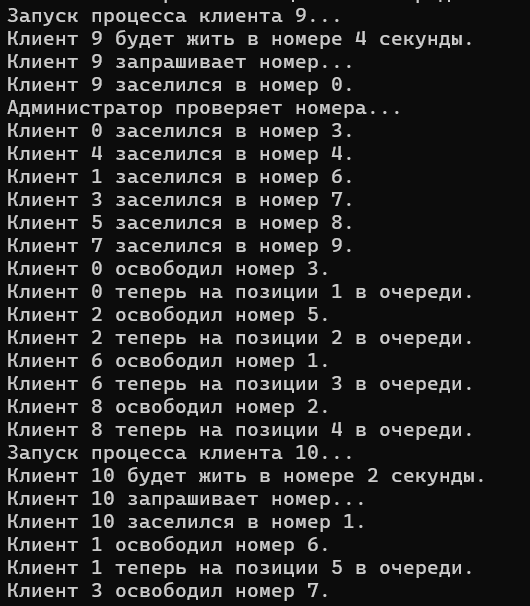 Запуск процесса клиента 9...
Клиент 9 будет жить в номере 4 секунды.
Клиент 9 запрашивает номер...
Клиент 9 заселился в номер 0.
Администратор проверяет номера...
Клиент 0 заселился в номер 3.
Клиент 4 заселился в номер 4.
Клиент 1 заселился в номер 6.
Клиент 3 заселился в номер 7.
Клиент 5 заселился в номер 8.
Клиент 7 заселился в номер 9.
Клиент 0 освободил номер 3.
Клиент 0 теперь на позиции 1 в очереди.
Клиент 2 освободил номер 5.
Клиент 2 теперь на позиции 2 в очереди.
Клиент 6 освободил номер 1.
Клиент 6 теперь на позиции 3 в очереди.
Клиент 8 освободил номер 2.
Клиент 8 теперь на позиции 4 в очереди.
Запуск процесса клиента 10...
Клиент 10 будет жить в номере 2 секунды.
Клиент 10 запрашивает номер...
Клиент 10 заселился в номер 1.
Клиент 1 освободил номер 6.
Клиент 1 теперь на позиции 5 в очереди.
Клиент 3 освободил номер 7.